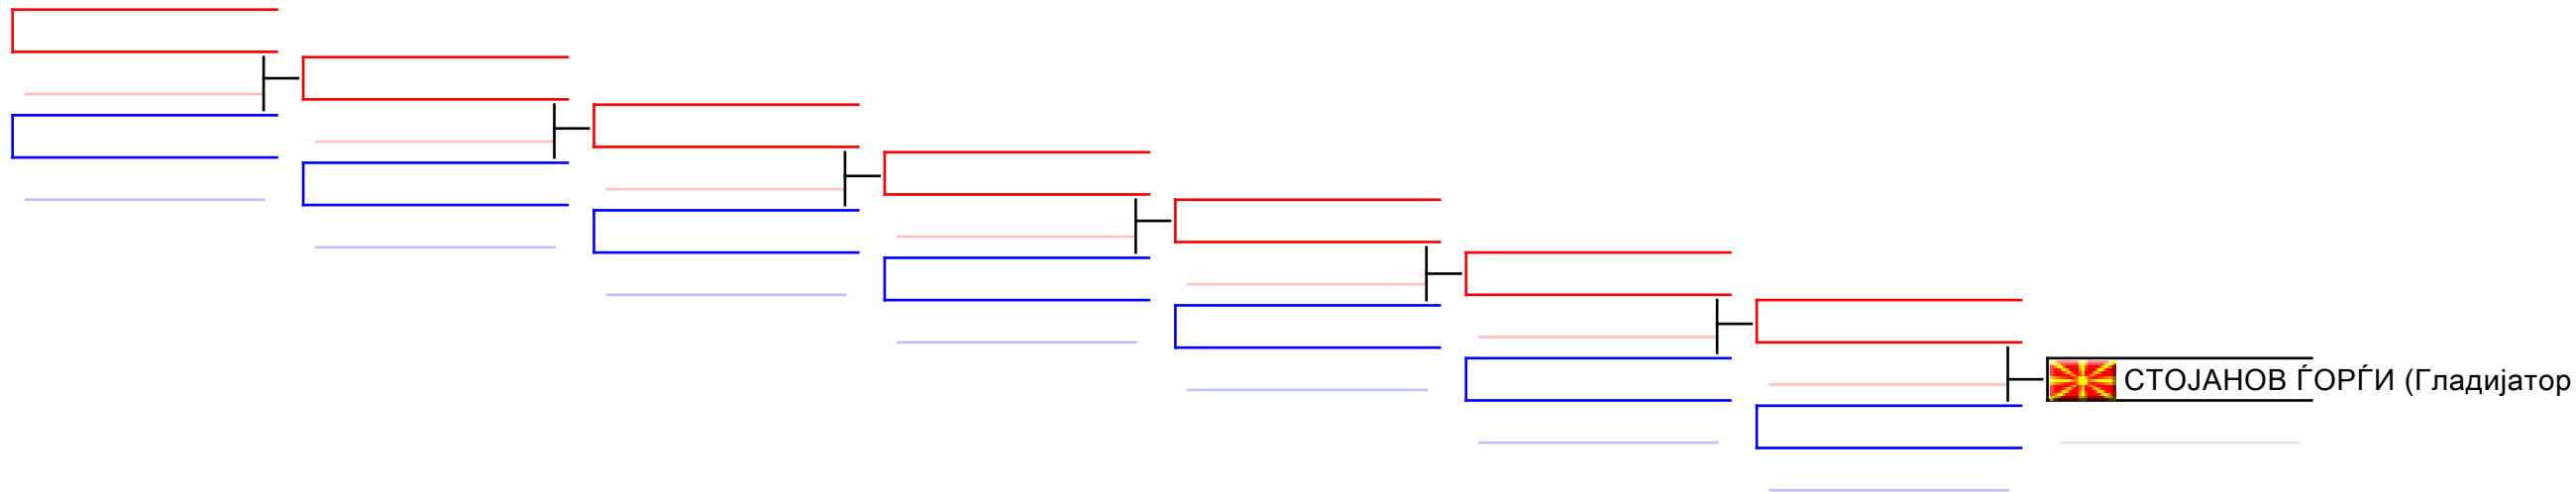 СТОЈАНОВ ЃОРЃИ (Гладијатор